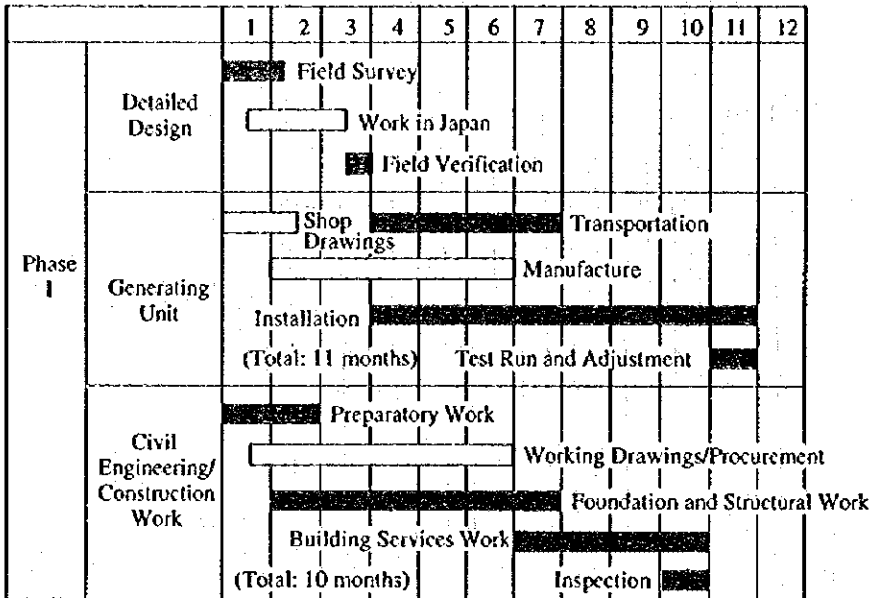 1 2 3 4 5 6 7 8 9 10 11 12
Phase
I
Detailed
Design
Field Survey
Work in Japan
Field Verification
Generating
Unit
Shop
Drawings
Transportation
Manufacture
Installation
(Total: 11 months)
Test Run and Adjustment
Civil
Engineering/
Construction
Work
Preparatory Work
Working Drawings/Procurement
Foundation and Structural Work
Building Services Work
(Total: 10 months)
Inspection